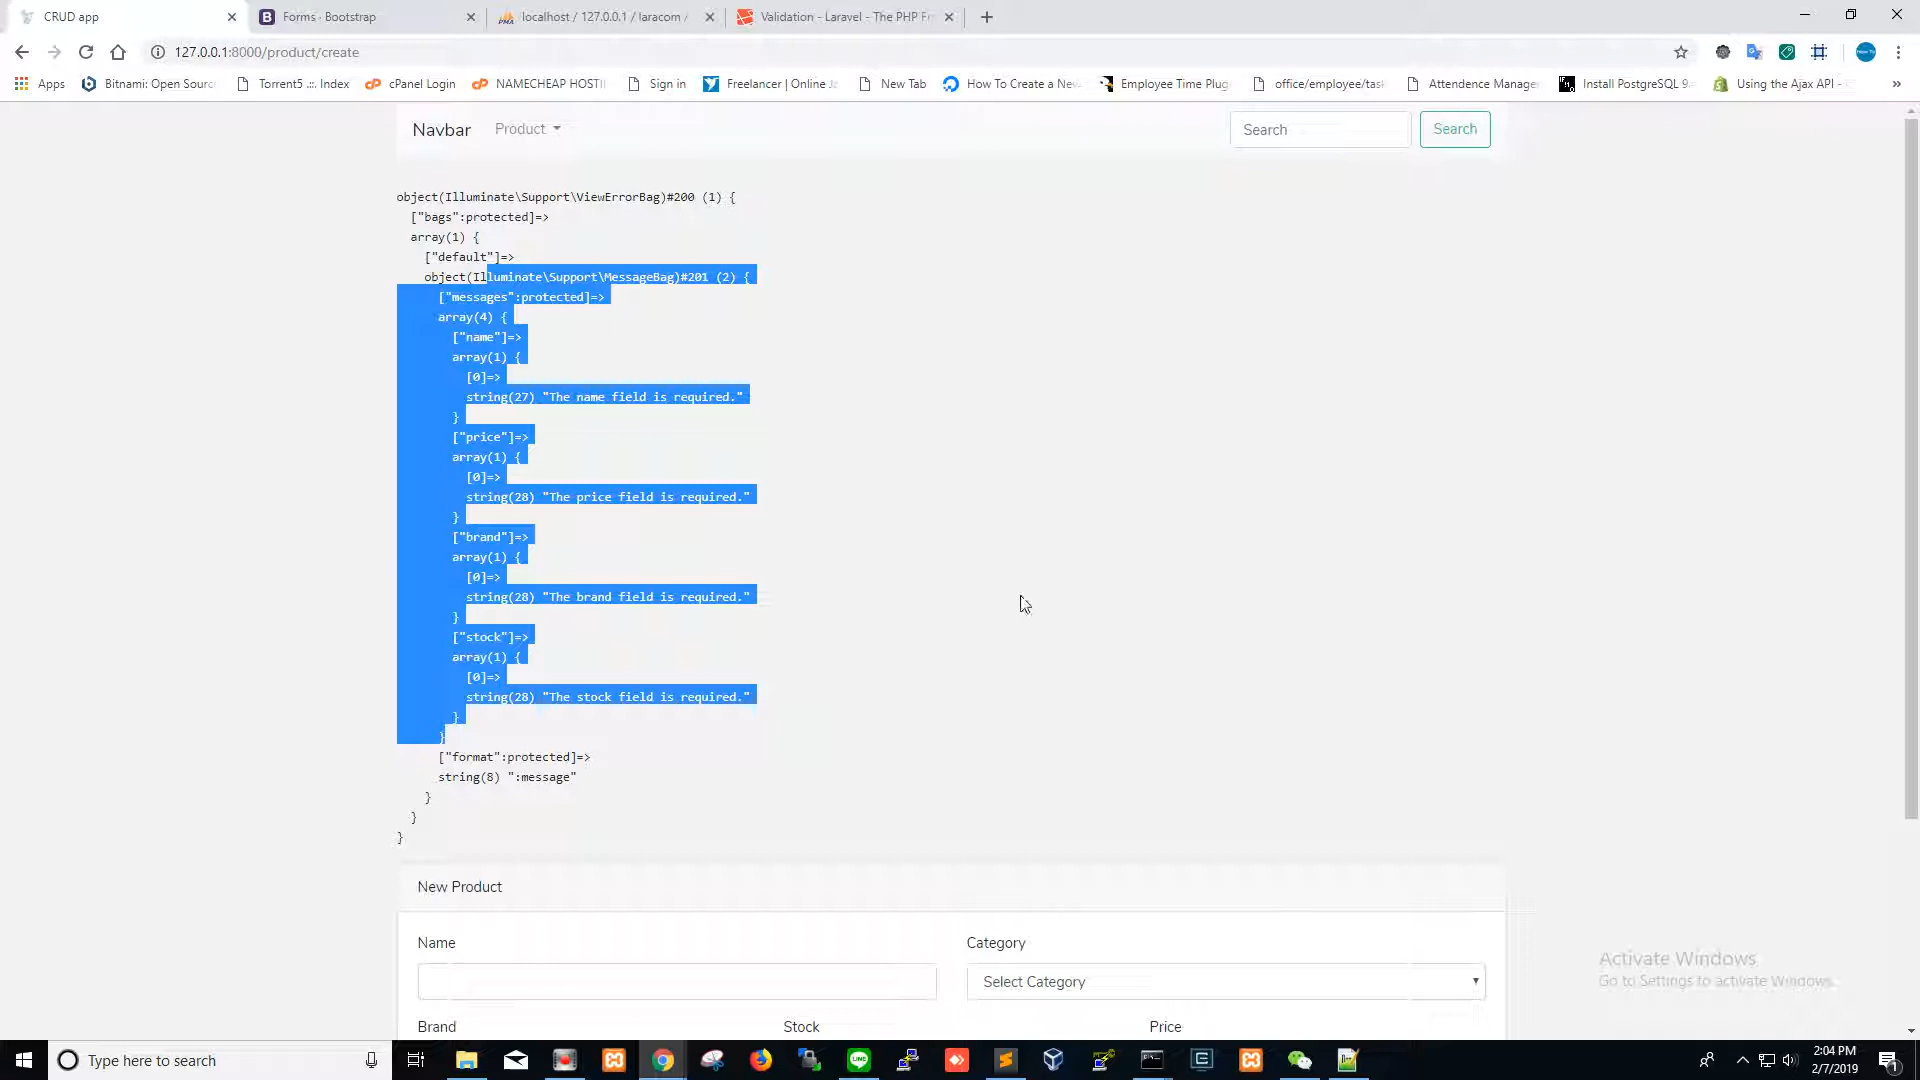 CRUD app
Forms · Bootstrap
localhost / 127.0.0.1 / laracom /
Validation - Laravel - The PHP Fr
127.0.0.1:8000/product/create
Apps
Bitnami: Open Sourc
Torrent5 .:. Index
cPanel Login
NAMECHEAP HOSTI
Sign in
Freelancer | Online J
New Tab
How To Create a New
Employee Time Plug
office/employee/task
Attendence Manager
Install PostgreSQL 9.
Using the Ajax API -
»
Navbar
Product
Search
Search
object(Illuminate\Support\ViewErrorBag)#200 (1) {
["bags":protected]=>
array(1) {
["default"]=>
object(Illuminate\Support\MessageBag)#201 (2) {
["messages":protected]=>
array(4) {
["name"]=>
array(1) {
[0]=>
string(27) "The name field is required."
}
["price"]=>
array(1) {
[0]=>
string(28) "The price field is required."
}
["brand"]=>
array(1) {
[0]=>
string(28) "The brand field is required."
}
["stock"]=>
array(1) {
[0]=>
string(28) "The stock field is required."
}
}
["format":protected]=>
string(8) ":message"
}
}
}
New Product
Name
Category
Select Category
Brand
Stock
Price
Activate Windows
Go to Settings to activate Windows.
Type here to search
2:04 PM
2/7/2019
1